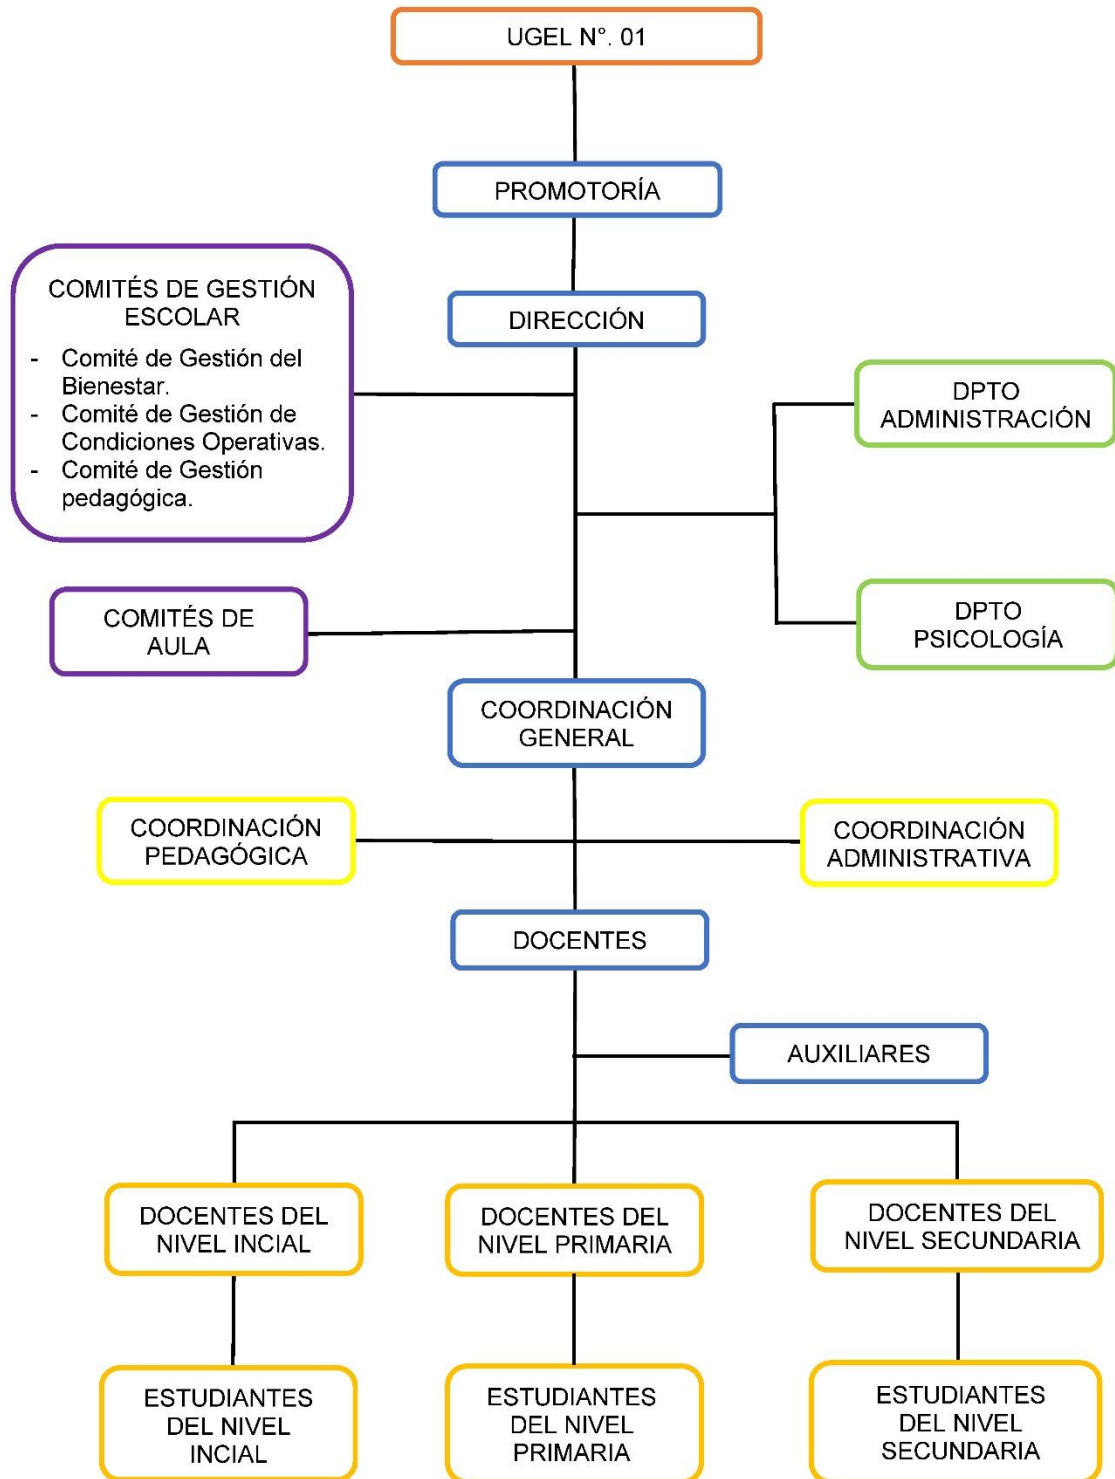 UGEL N°. 01
PROMOTORÍA
COMITÉS DE GESTIÓN
ESCOLAR
- Comité de Gestión del
Bienestar.
- Comité de Gestión de
Condiciones Operativas.
- Comité de Gestión
pedagógica.
DIRECCIÓN
DPTO
ADMINISTRACIÓN
COMITÉS DE
AULA
DPTO
PSICOLOGÍA
COORDINACIÓN
GENERAL
COORDINACIÓN
PEDAGÓGICA
COORDINACIÓN
ADMINISTRATIVA
DOCENTES
AUXILIARES
DOCENTES DEL
NIVEL INCIAL
DOCENTES DEL
NIVEL PRIMARIA
DOCENTES DEL
NIVEL SECUNDARIA
ESTUDIANTES
DEL NIVEL
INCIAL
ESTUDIANTES
DEL NIVEL
PRIMARIA
ESTUDIANTES
DEL NIVEL
SECUNDARIA